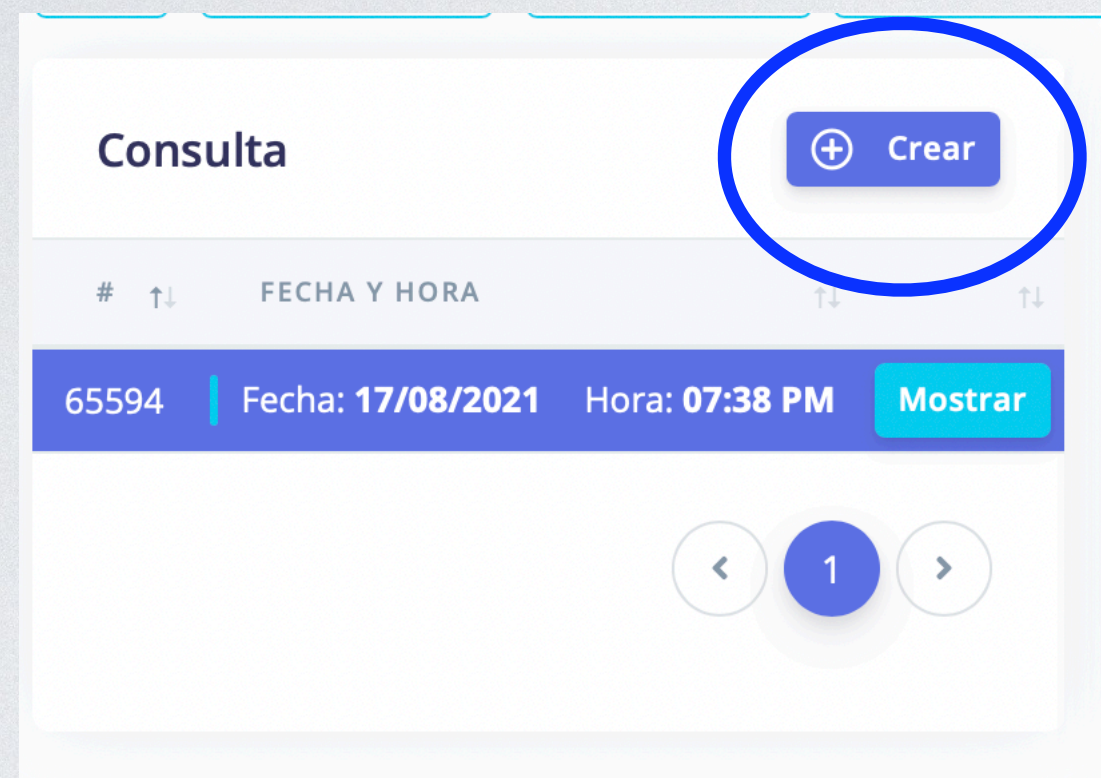 Consulta
Crear
# FECHA Y HORA
65594 Fecha: 17/08/2021 Hora: 07:38 PM Mostrar
1